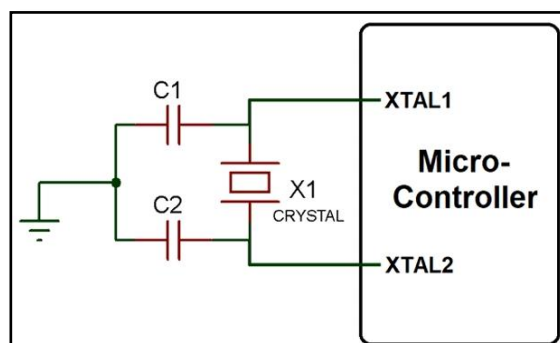 C1
XTAL1
Micro-
Controller
X1
CRYSTAL
C2
XTAL2